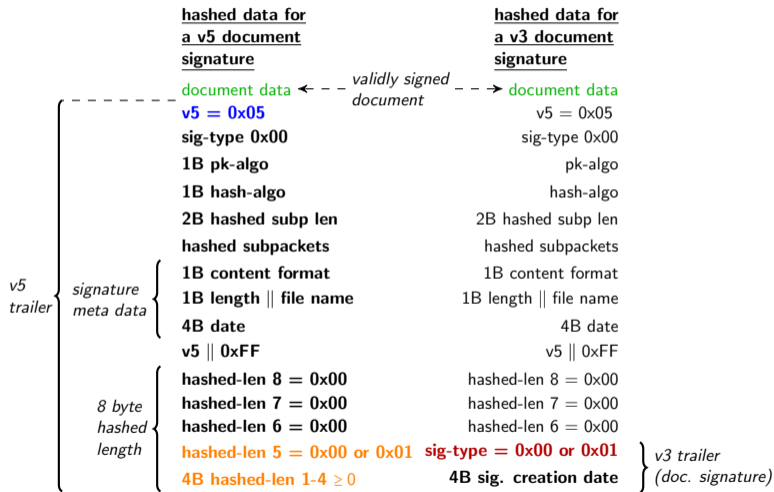 hashed data for
a v5 document
signature
hashed data for
a v3 document
signature
document data
validly signed
document
document data
v5 = 0x05
v5 = 0x05
sig-type 0x00
sig-type 0x00
1B pk-algo
pk-algo
1B hash-algo
hash-algo
2B hashed subp len
2B hashed subp len
hashed subpackets
hashed subpackets
v5
trailer
signature
meta data
1B content format
1B content format
1B length || file name
1B length || file name
4B date
4B date
v5 || 0xFF
v5 || 0xFF
8 byte
hashed
length
hashed-len 8 = 0x00
hashed-len 8 = 0x00
hashed-len 7 = 0x00
hashed-len 7 = 0x00
hashed-len 6 = 0x00
hashed-len 6 = 0x00
hashed-len 5 = 0x00 or 0x01
sig-type = 0x00 or 0x01
4B hashed-len 1-4 ≥ 0
4B sig. creation date
v3 trailer
(doc. signature)